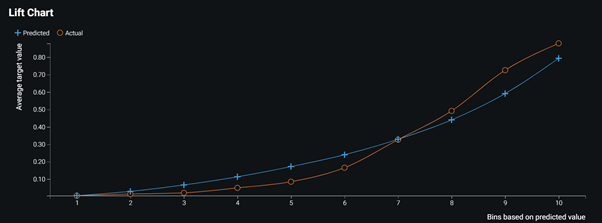 Lift Chart
Predicted Actual
Average target value
0.80
0.70
0.60
0.50
0.40
0.30
0.20
0.10
1 2 3 4 5 6 7 8 9 10
Bins based on predicted value